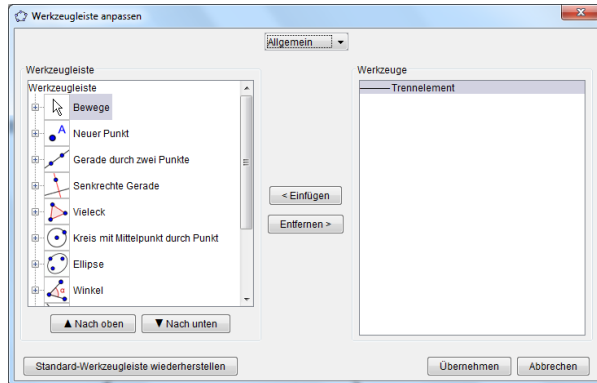 Werkzeugleiste anpassen
Allgemein
Werkzeugleiste
Werkzeugleiste
Bewege
A
Neuer Punkt
Gerade durch zwei Punkte
Senkrechte Gerade
Vieleck
Kreis mit Mittelpunkt durch Punkt
Ellipse
α
Winkel
▲ Nach oben
▼ Nach unten
< Einfügen
Entfernen >
Werkzeuge
Trennelement
Standard-Werkzeugleiste wiederherstellen
Übernehmen
Abbrechen